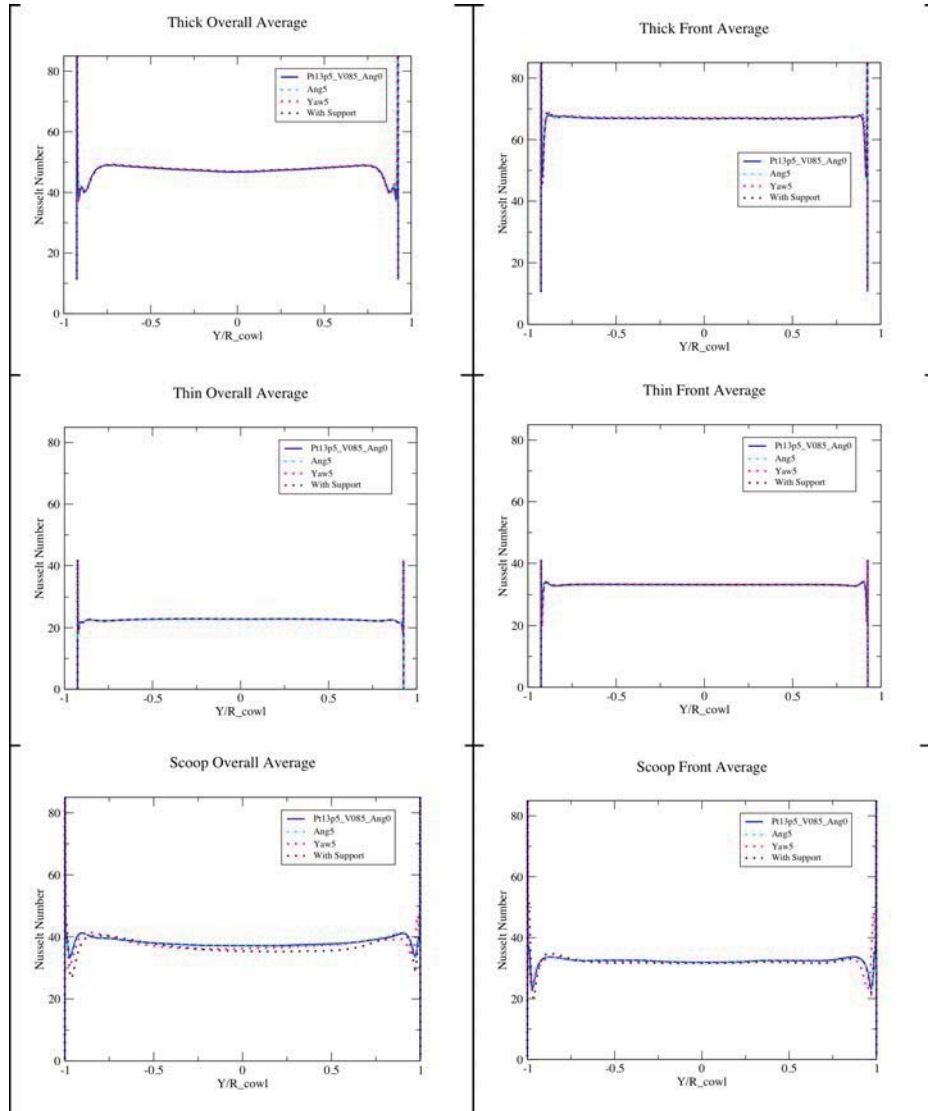 Thick Overall Average
80
60
40
20
0
Nusselt Number
Pt13p5_V085_Ang0
Ang5
Yaw5
With Support
-1
-0.5
0
0.5
1
Y/R_cowl
Thick Front Average
80
60
40
20
0
Nusselt Number
Pt13p5_V085_Ang0
Ang5
Yaw5
With Support
-1
-0.5
0
0.5
1
Y/R_cowl
Thin Overall Average
80
60
40
20
0
Nusselt Number
Pt13p5_V085_Ang0
Ang5
Yaw5
With Support
-1
-0.5
0
0.5
1
Y/R_cowl
Thin Front Average
80
60
40
20
0
Nusselt Number
Pt13p5_V085_Ang0
Ang5
Yaw5
With Support
-1
-0.5
0
0.5
1
Y/R_cowl
Scoop Overall Average
80
60
40
20
0
Nusselt Number
Pt13p5_V085_Ang0
Ang5
Yaw5
With Support
-1
-0.5
0
0.5
1
Y/R_cowl
Scoop Front Average
80
60
40
20
0
Nusselt Number
Pt13p5_V085_Ang0
Ang5
Yaw5
With Support
-1
-0.5
0
0.5
1
Y/R_cowl